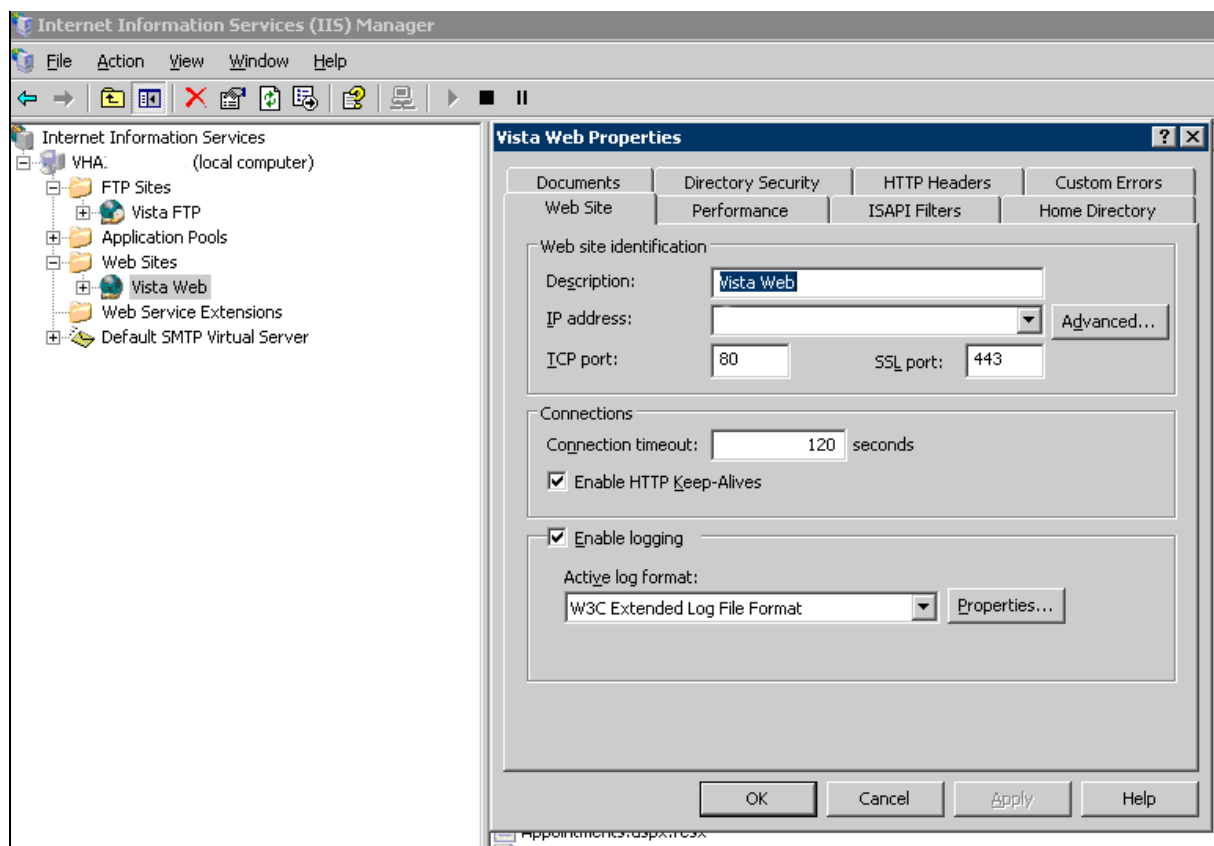 Internet Information Services (IIS) Manager
File Action View Window Help
Internet Information Services
VHA. (local computer)
FTP Sites
Vista FTP
Application Pools
Web Sites
Vista Web
Web Service Extensions
Default SMTP Virtual Server
Vista Web Properties
Documents Directory Security HTTP Headers Custom Errors
Web Site Performance ISAPI Filters Home Directory
Web site identification
Description: Vista Web
IP address: Advanced...
TCP port: 80 SSL port: 443
Connections
Connection timeout: 120 seconds
Enable HTTP Keep-Alives
Enable logging
Active log format:
W3C Extended Log File Format Properties...
OK Cancel Apply Help
Appointments.aspx.resx